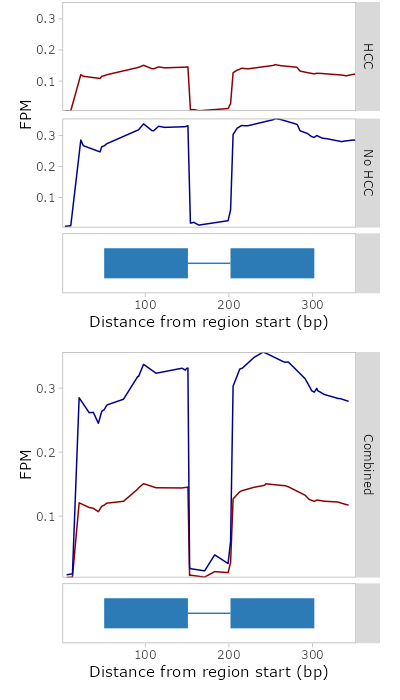 0.3
0.2
0.1
HCC
FPM
0.3
0.2
0.1
No HCC
100
200
300
Distance from region start (bp)
0.3
0.2
0.1
FPM
Combined
100
200
300
Distance from region start (bp)